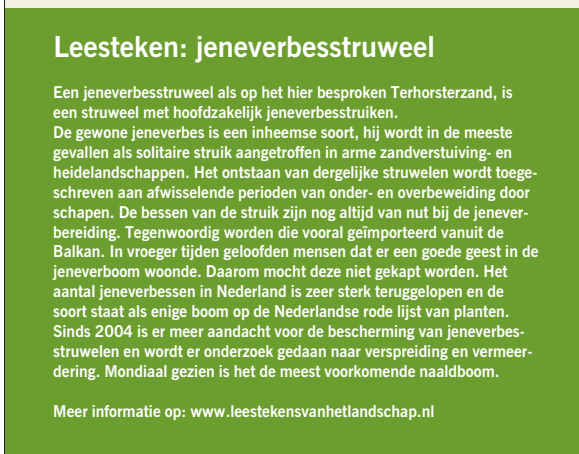 Leesteken: jeneverbesstruweel
Een jeneverbesstruweel als op het hier besproken Terhorsterzand, is
een struweel met hoofdzakelijk jeneverbesstruiken.
De gewone jeneverbes is een inheemse soort, hij wordt in de meeste
gevallen als solitaire struik aangetroffen in arme zandverstuiving- en
heidelandschappen. Het ontstaan van dergelijke struwelen wordt toege-
schreven aan afwisselende perioden van onder- en overbeweiding door
schapen. De bessen van de struik zijn nog altijd van nut bij de jenever-
bereiding. Tegenwoordig worden die vooral geïmporteerd vanuit de
Balkan. In vroeger tijden geloofden mensen dat er een goede geest in de
jeneverboom woonde. Daarom mocht deze niet gekapt worden. Het
aantal jeneverbessen in Nederland is zeer sterk teruggelopen en de
soort staat als enige boom op de Nederlandse rode lijst van planten.
Sinds 2004 is er meer aandacht voor de bescherming van jeneverbes-
struwelen en wordt er onderzoek gedaan naar verspreiding en vermeer-
dering. Mondiaal gezien is het de meest voorkomende naaldboom.
Meer informatie op: www.leestekensvanhetlandschap.nl